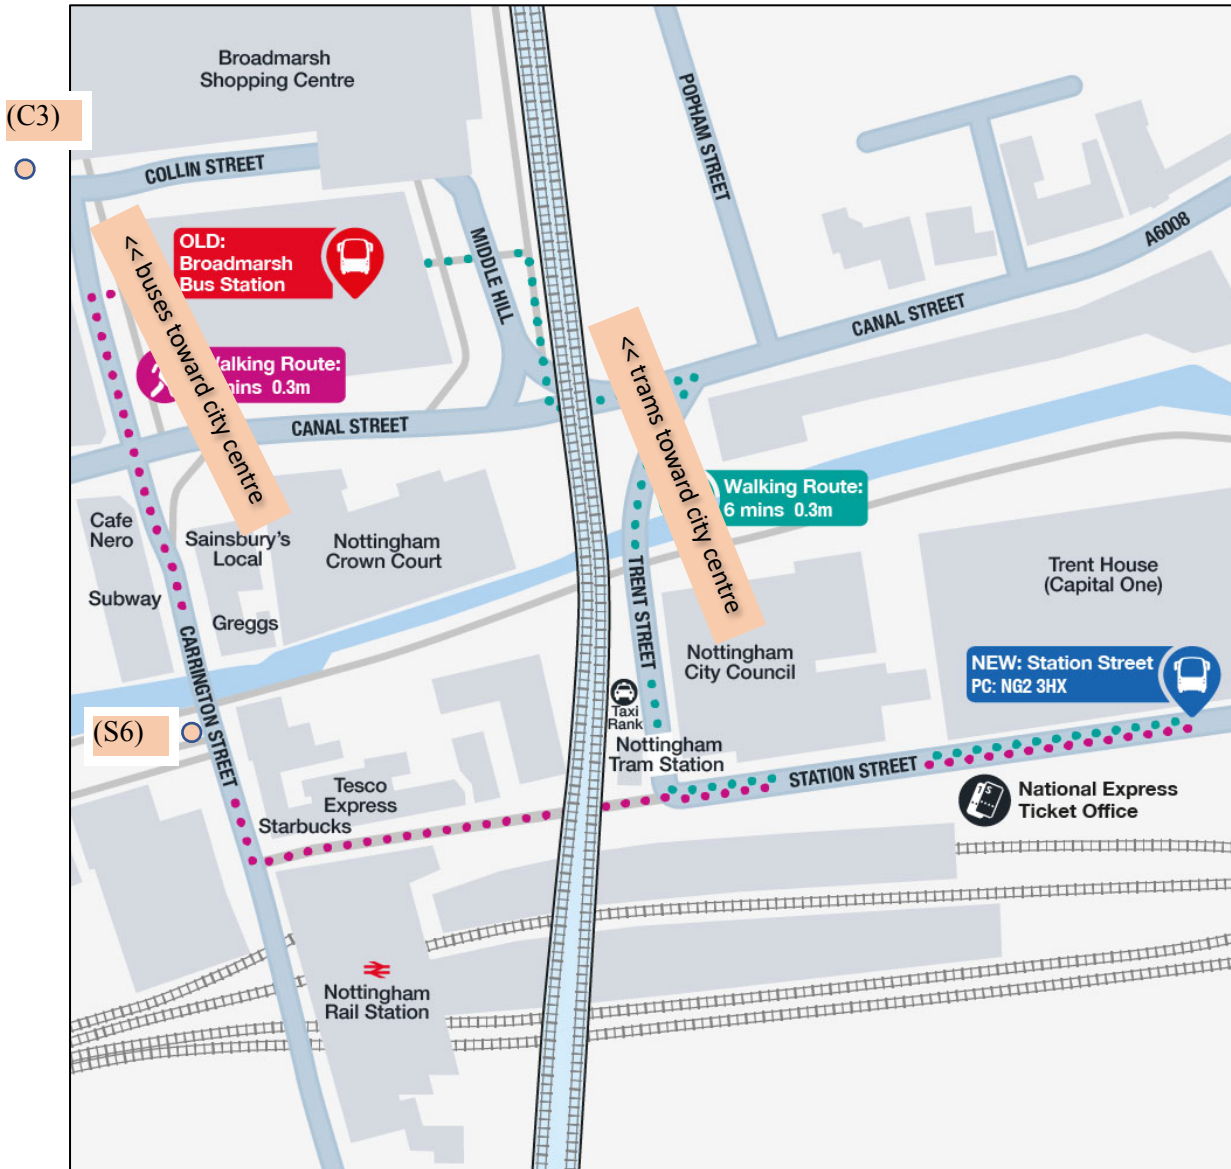 Broadmarsh
Shopping Centre
(C3)
COLLIN STREET
POPHAM STREET
A6008
OLD:
Broadmarsh
Bus Station
MIDDLE HILL
<< buses toward city centre
<< trams toward city centre
CANAL STREET
alking Route:
ins 0.3m
CANAL STREET
Walking Route:
6 mins 0.3m
Cafe
Nero
Sainsbury's
Local
Nottingham
Crown Court
Subway
Greggs
TRENT STREET
Trent House
(Capital One)
Nottingham
City Council
NEW: Station Street
PC: NG2 3HX
CARRINGTON STREET
(S6)
Taxi
Rank
Nottingham
Tram Station
STATION STREET
Tesco
Express
Starbucks
National Express
Ticket Office
Nottingham
Rail Station